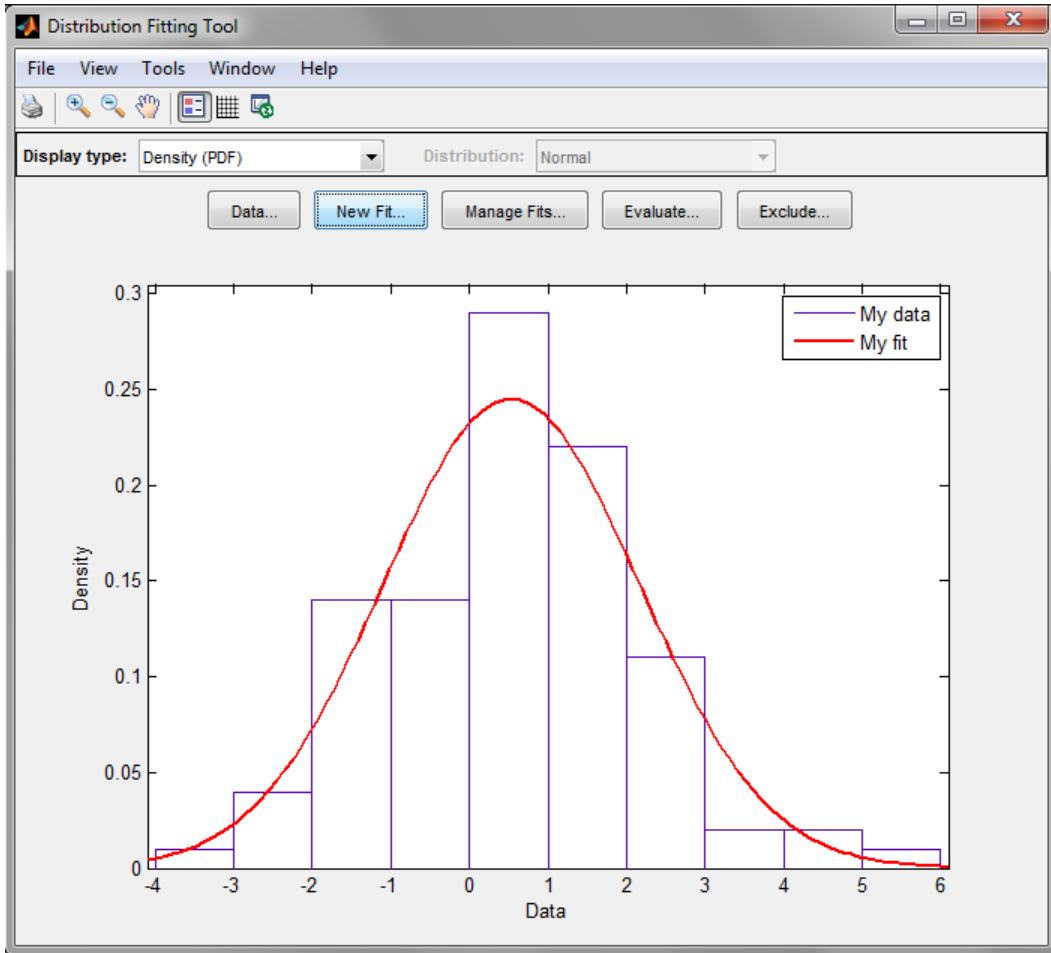 Distribution Fitting Tool
File View Tools Window Help
Display type: Density (PDF) Distribution: Normal
Data... New Fit... Manage Fits... Evaluate... Exclude...
My data
My fit
0.3
0.25
0.2
0.15
0.1
0.05
0
Density
-4 -3 -2 -1 0 1 2 3 4 5 6
Data